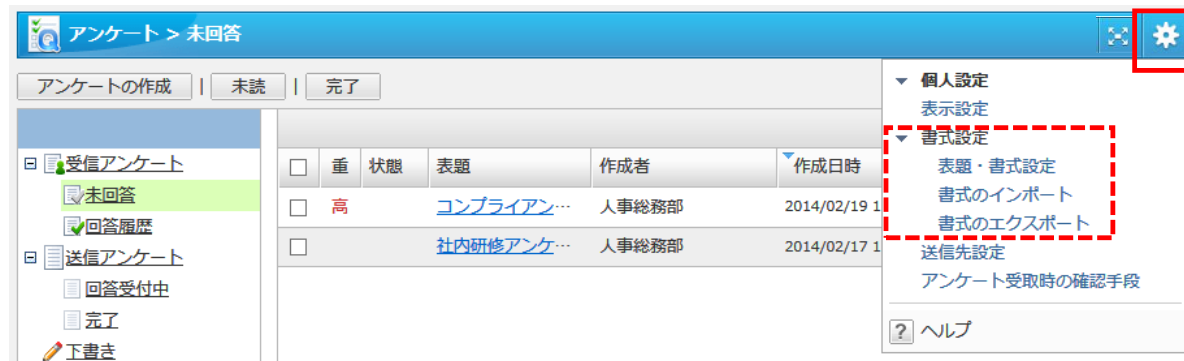 アンケート > 未回答
アンケートの作成 | 未読 | 完了
個人設定
表示設定
書式設定
表題・書式設定
書式のインポート
書式のエクスポート
送信先設定
アンケート受取時の確認手段
? ヘルプ
受信アンケート
未回答
回答履歴
送信アンケート
回答受付中
完了
下書き
重 状態 表題 作成者 作成日時
高 コンプライアン… 人事総務部 2014/02/19 1
社内研修アンケ… 人事総務部 2014/02/17 1